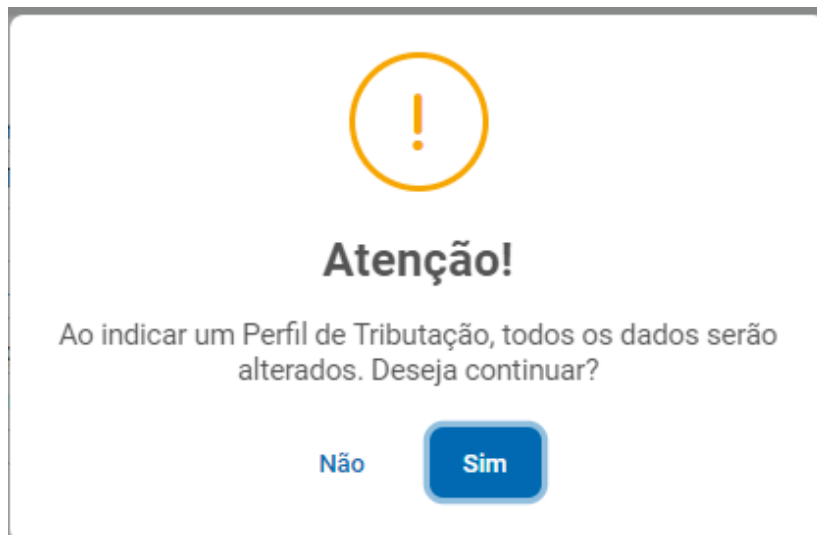 Atenção!
Ao indicar um Perfil de Tributação, todos os dados serão
alterados. Deseja continuar?
Não
Sim